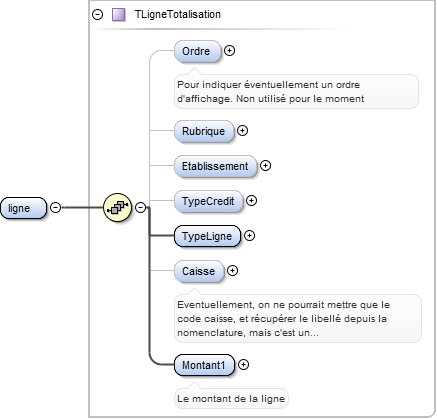 TLigneTotalisation
Ordre
Pour indiquer éventuellement un ordre
d'affichage. Non utilisé pour le moment
Rubrique
Etablissement
TypeCredit
ligne
TypeLigne
Caisse
Eventuellement, on ne pourrait mettre que le
code caisse, et récupérer le libellé depuis la
nomenclature, mais c'est un...
Montant1
Le montant de la ligne